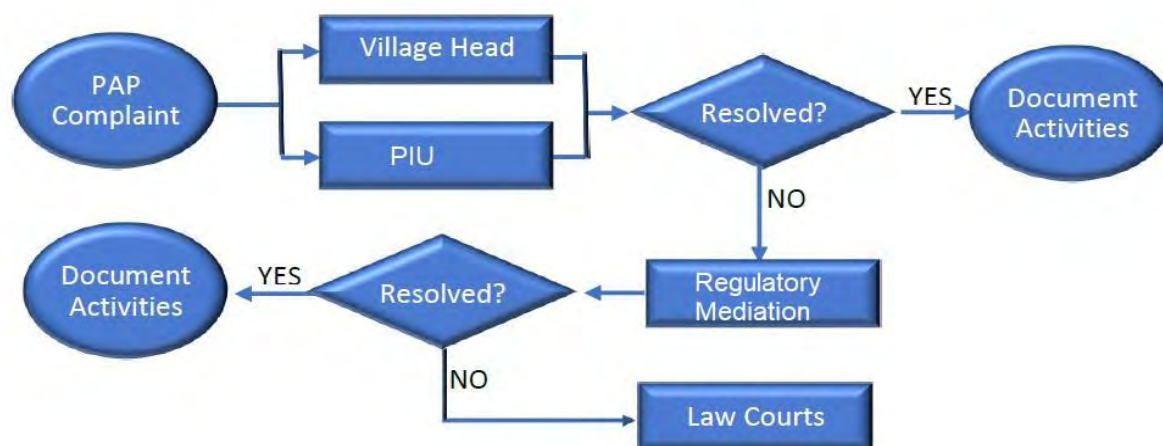 PAP
Complaint
Village Head
PIU
Resolved?
YES
Document
Activities
NO
Regulatory
Mediation
Resolved?
YES
Document
Activities
NO
Law Courts